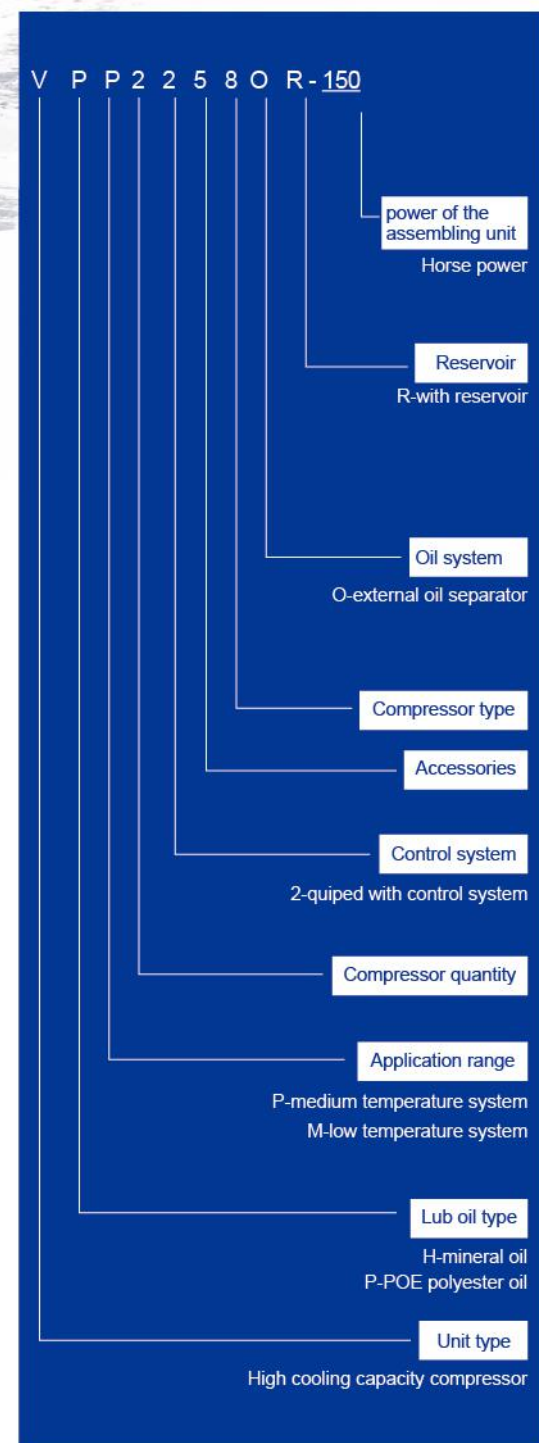 V P P 2 2 5 8 O R - 150
power of the
assembling unit
Horse power
Reservoir
R-with reservoir
Oil system
O-external oil separator
Compressor type
Accessories
Control system
2-quiped with control system
Compressor quantity
Application range
P-medium temperature system
M-low temperature system
Lub oil type
H-mineral oil
P-POE polyester oil
Unit type
High cooling capacity compressor